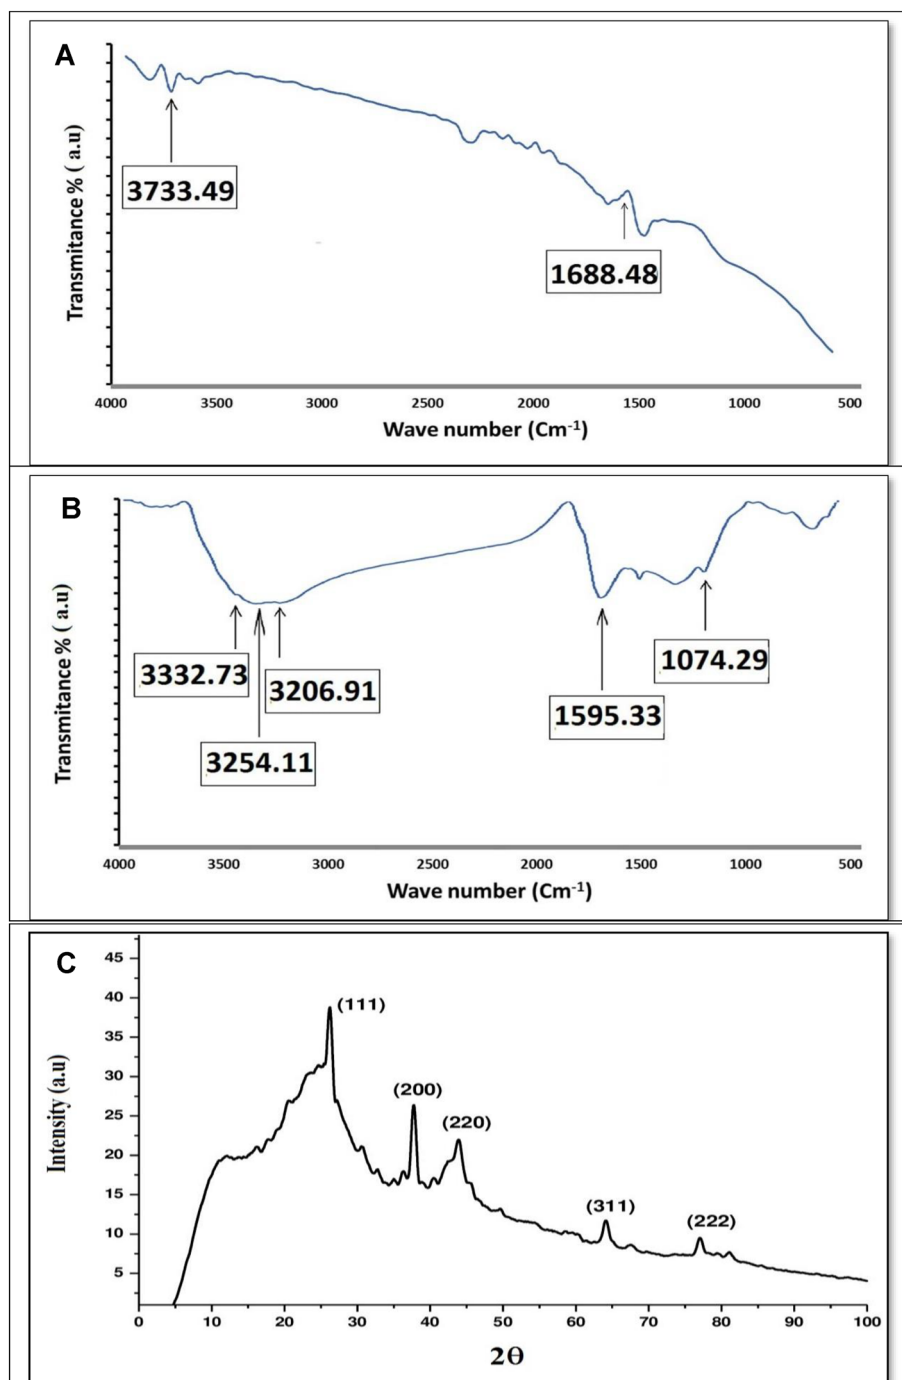 A
Transmitance % ( a.u)
3733.49
1688.48
4000 3500 3000 2500 2000 1500 1000 500
Wave number (Cm-1)
B
Transmitance % ( a.u)
3332.73
3206.91
3254.11
1595.33
1074.29
4000 3500 3000 2500 2000 1500 1000 500
Wave number (Cm-1)
C
Intensity (a.u)
45
40
35
30
25
20
15
10
5
(111)
(200)
(220)
(311)
(222)
0 10 20 30 40 50 60 70 80 90 100
2Θ